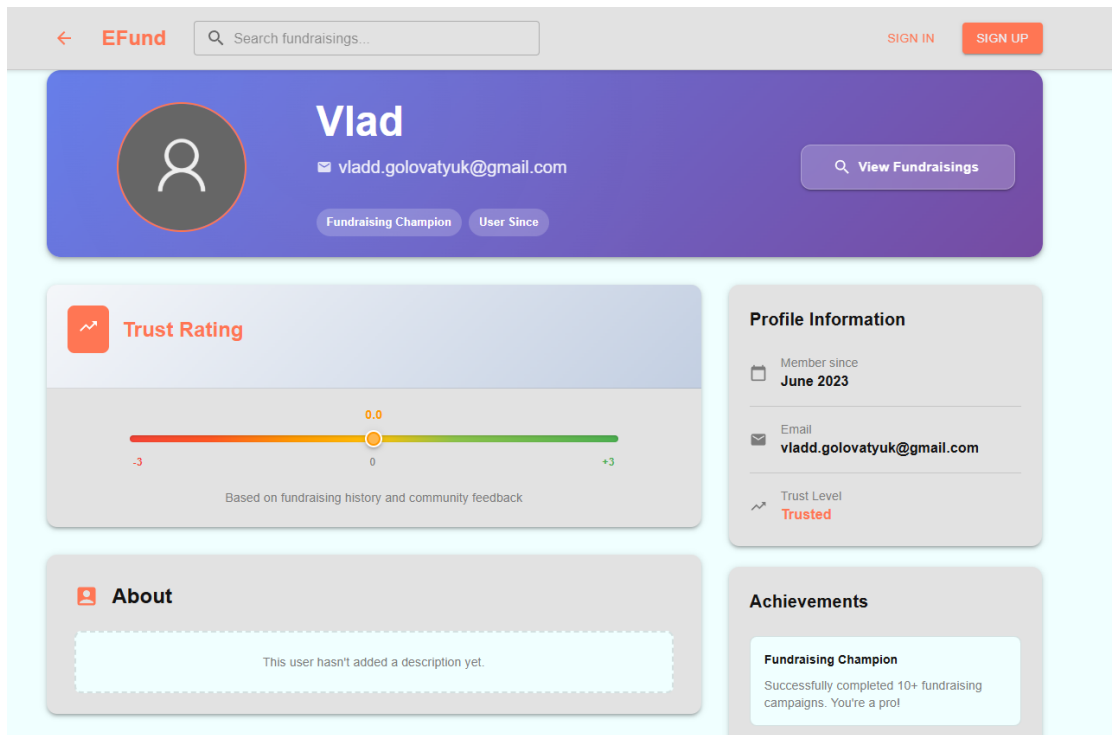 EFund
Search fundraisings...
SIGN IN
SIGN UP
Vlad
vladd.golovatyuk@gmail.com
Fundraising Champion
User Since
View Fundraisings
Trust Rating
0.0
-3
0
+3
Based on fundraising history and community feedback
About
This user hasn't added a description yet.
Profile Information
Member since
June 2023
Email
vladd.golovatyuk@gmail.com
Trust Level
Trusted
Achievements
Fundraising Champion
Successfully completed 10+ fundraising
campaigns. You're a pro!